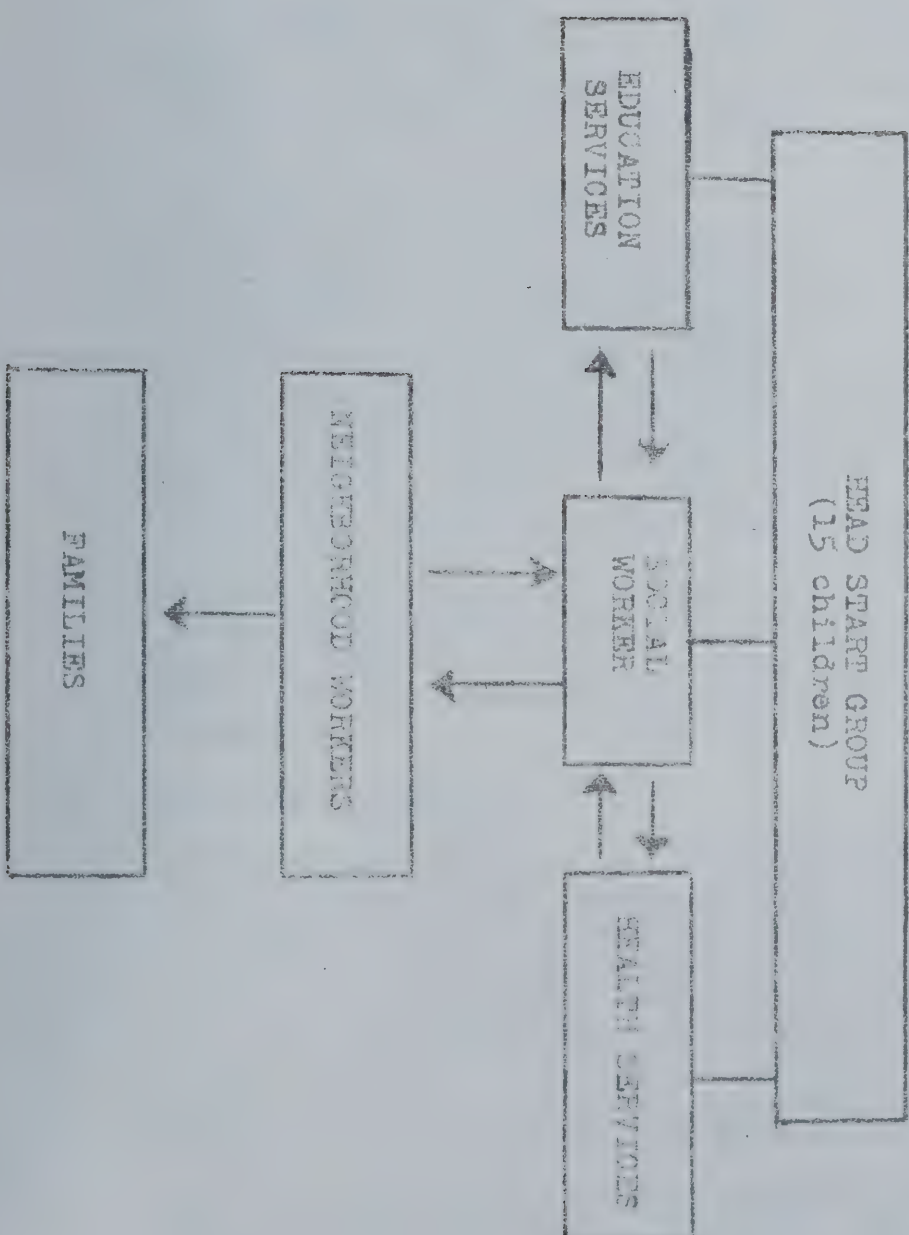 HEAD START GROUP
(15 children)
EDUCATION
SERVICES
SOCIAL
WORKER
HEALTH SERVICES
NEIGHBORHOOD WORKERS
FAMILIES